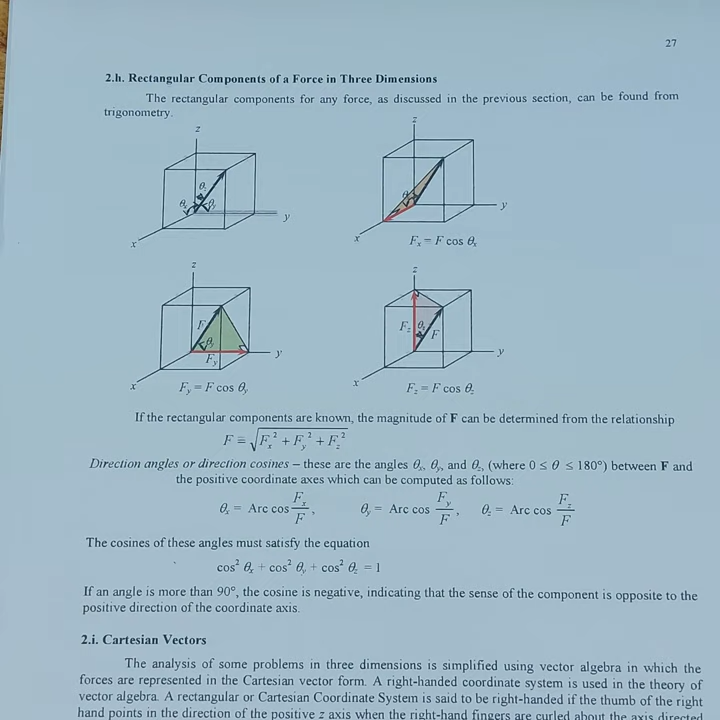 27
2.h. Rectangular Components of a Force in Three Dimensions
The rectangular components for any force, as discussed in the previous section, can be found from
trigonometry.
z
θz
θx
θy
y
x
z
θx
y
x
Fx = F cos θx
z
F
θy
Fy
y
x
Fy = F cos θy
z
Fz
θz
F
y
x
Fz = F cos θz
If the rectangular components are known, the magnitude of F can be determined from the relationship
F = √(Fx² + Fy² + Fz²)
Direction angles or direction cosines – these are the angles θx, θy, and θz, (where 0 ≤ θ ≤ 180°) between F and
the positive coordinate axes which can be computed as follows:
θx = Arc cos Fx/F, θy = Arc cos Fy/F, θz = Arc cos Fz/F
The cosines of these angles must satisfy the equation
cos² θx + cos² θy + cos² θz = 1
If an angle is more than 90°, the cosine is negative, indicating that the sense of the component is opposite to the
positive direction of the coordinate axis.
2.i. Cartesian Vectors
The analysis of some problems in three dimensions is simplified using vector algebra in which the
forces are represented in the Cartesian vector form. A right-handed coordinate system is used in the theory of
vector algebra. A rectangular or Cartesian Coordinate System is said to be right-handed if the thumb of the right
hand points in the direction of the positive z axis when the right-hand fingers are curled about the axis directed